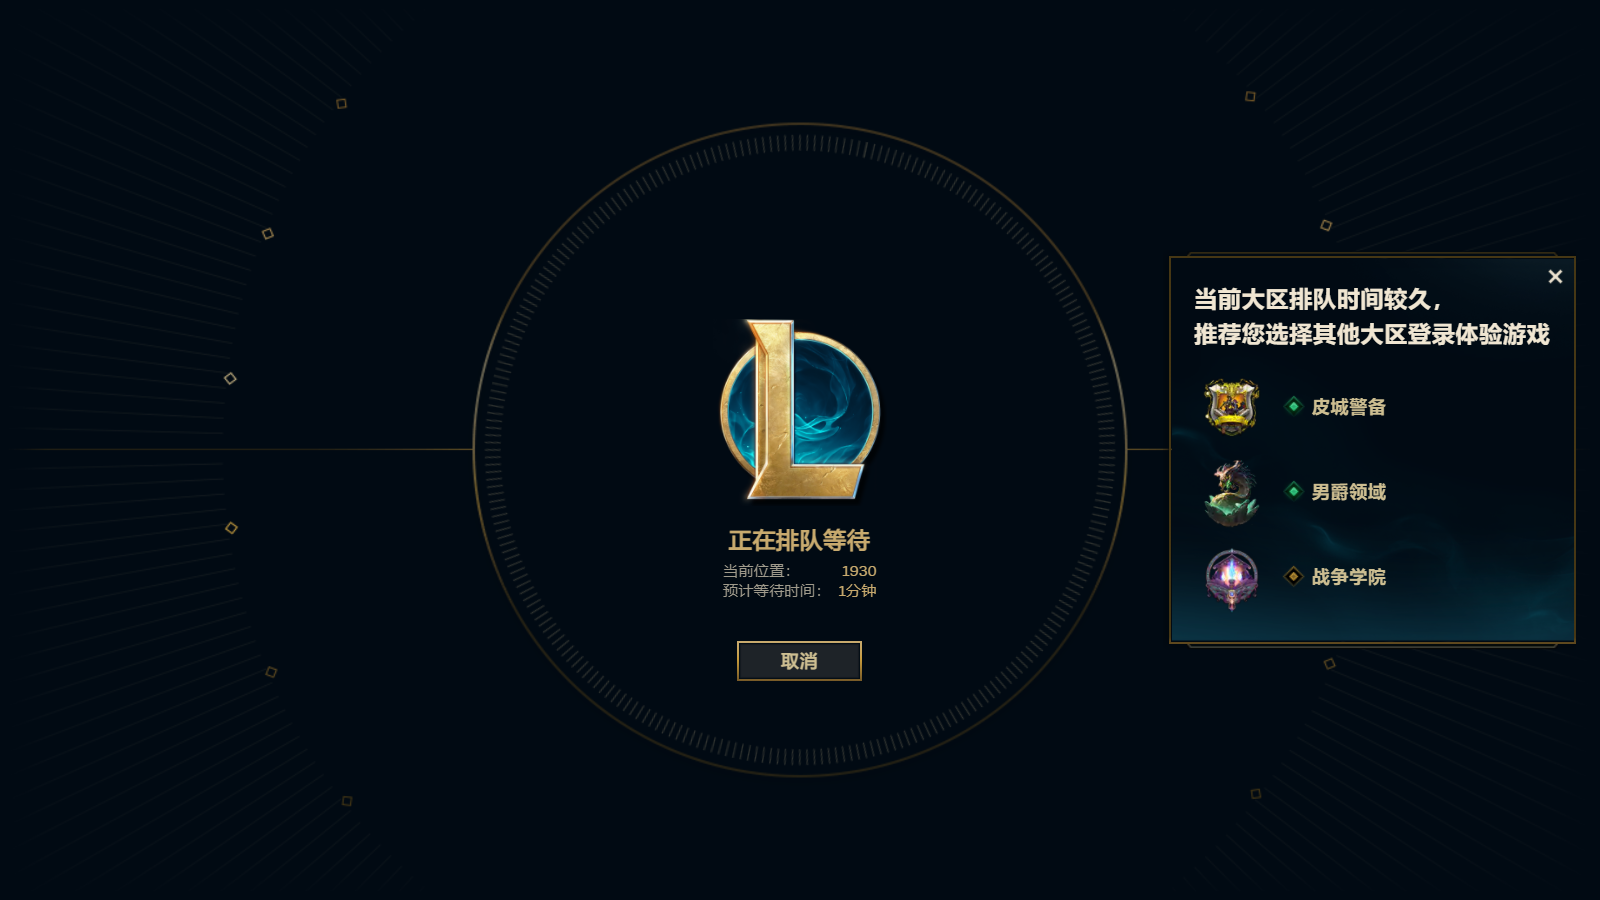 当前大区排队时间较久，
推荐您选择其他大区登录体验游戏
皮城警备
男爵领域
战争学院
正在排队等待
当前位置： 1930
预计等待时间： 1分钟
取消